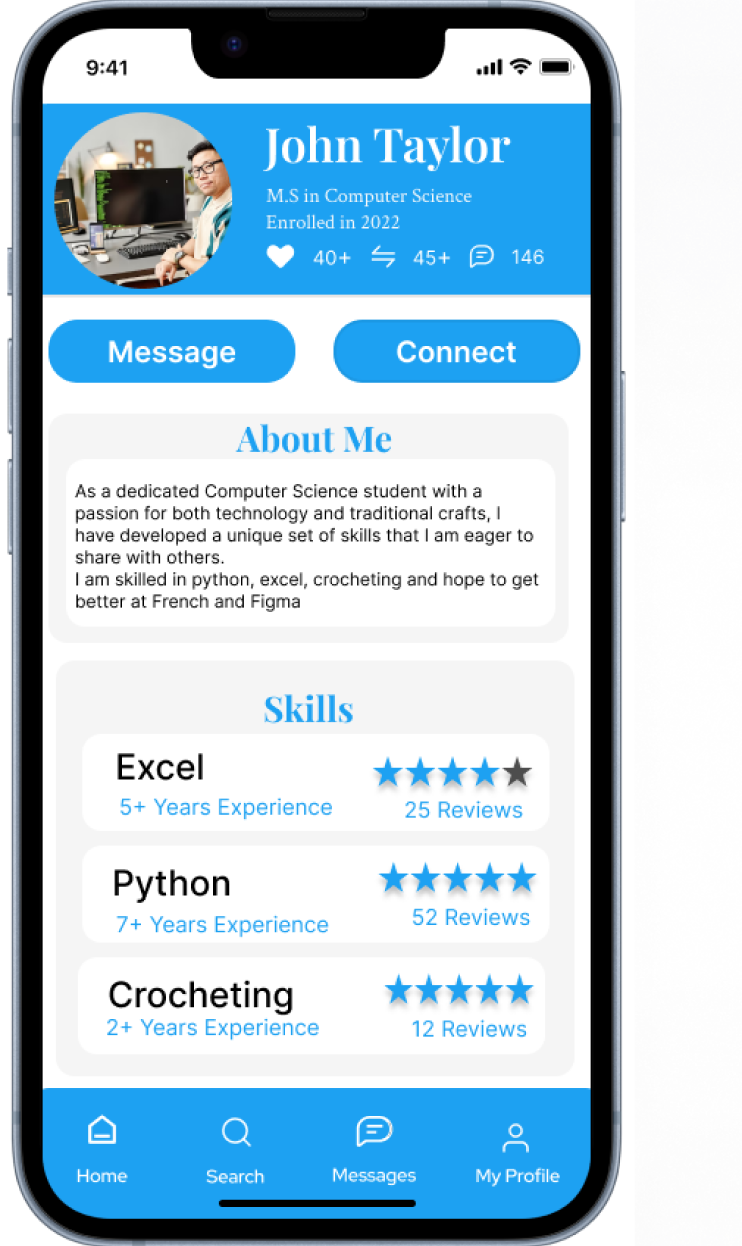 9:41
John Taylor
M.S in Computer Science
Enrolled in 2022
40+ 45+ 146
Message Connect
About Me
As a dedicated Computer Science student with a
passion for both technology and traditional crafts, I
have developed a unique set of skills that I am eager to
share with others.
I am skilled in python, excel, crocheting and hope to get
better at French and Figma
Skills
Excel
5+ Years Experience
25 Reviews
Python
7+ Years Experience
52 Reviews
Crocheting
2+ Years Experience
12 Reviews
Home Search Messages My Profile